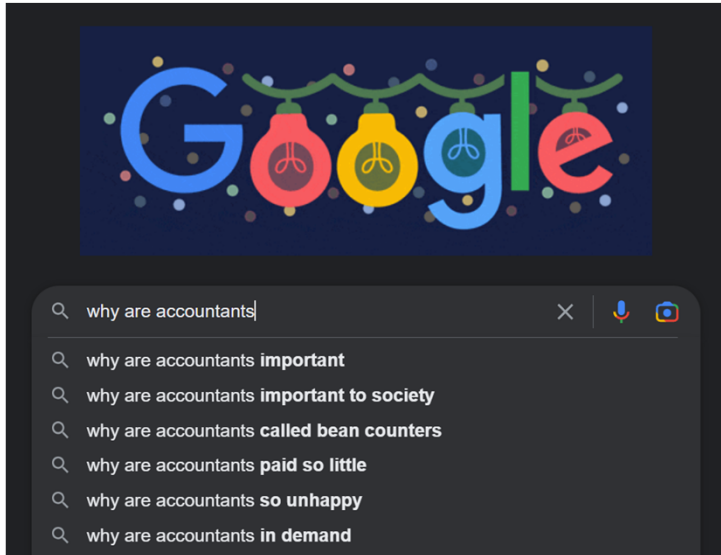 Google
why are accountants
why are accountants important
why are accountants important to society
why are accountants called bean counters
why are accountants paid so little
why are accountants so unhappy
why are accountants in demand